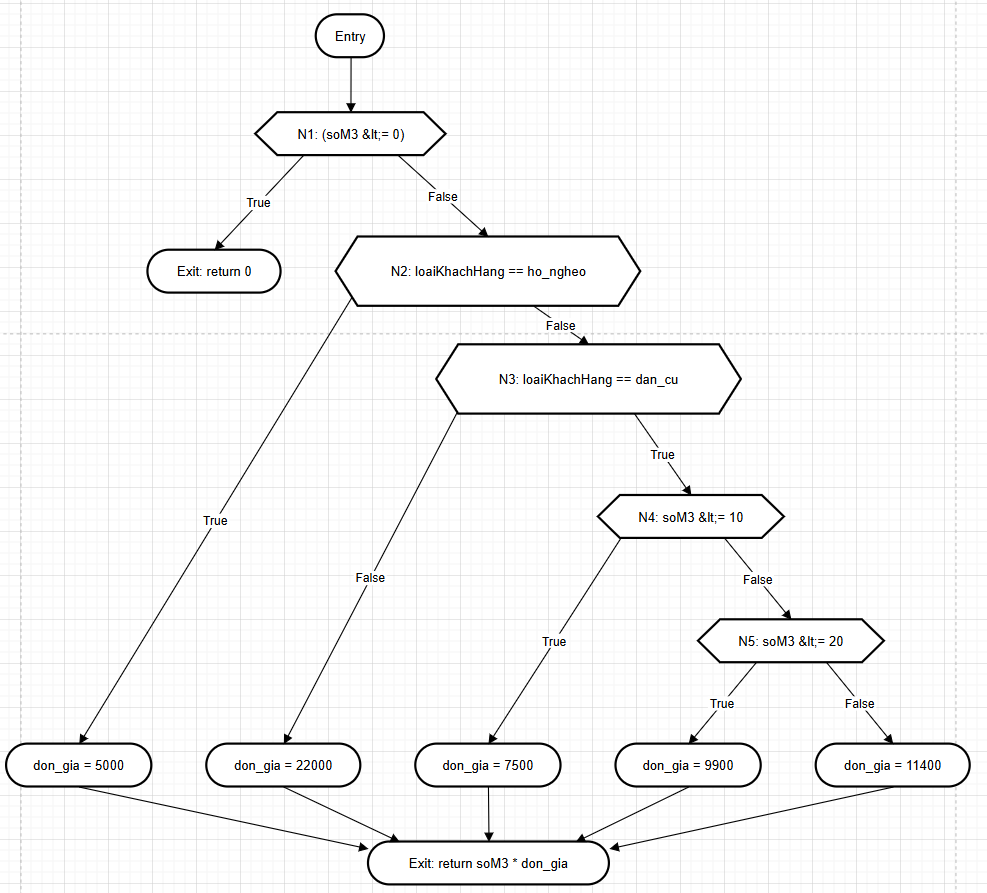 Entry
N1: (soM3 &lt;= 0)
True
False
Exit: return 0
N2: loaiKhachHang == ho_ngheo
False
N3: loaiKhachHang == dan_cu
True
N4: soM3 &lt;= 10
True
False
False
True
N5: soM3 &lt;= 20
True
False
don_gia = 5000
don_gia = 22000
don_gia = 7500
don_gia = 9900
don_gia = 11400
Exit: return soM3 * don_gia